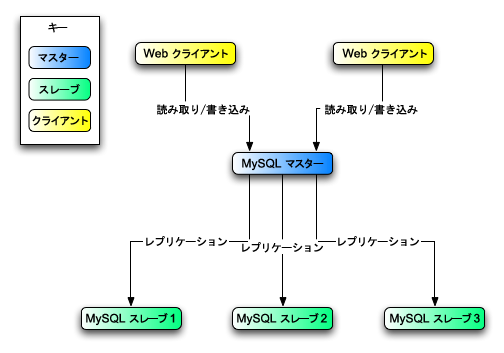 キー
マスター
スレーブ
クライアント
Web クライアント
Web クライアント
読み取り/書き込み
読み取り/書き込み
MySQL マスター
レプリケーション
レプリケーション
レプリケーション
MySQL スレーブ 1
MySQL スレーブ 2
MySQL スレーブ 3